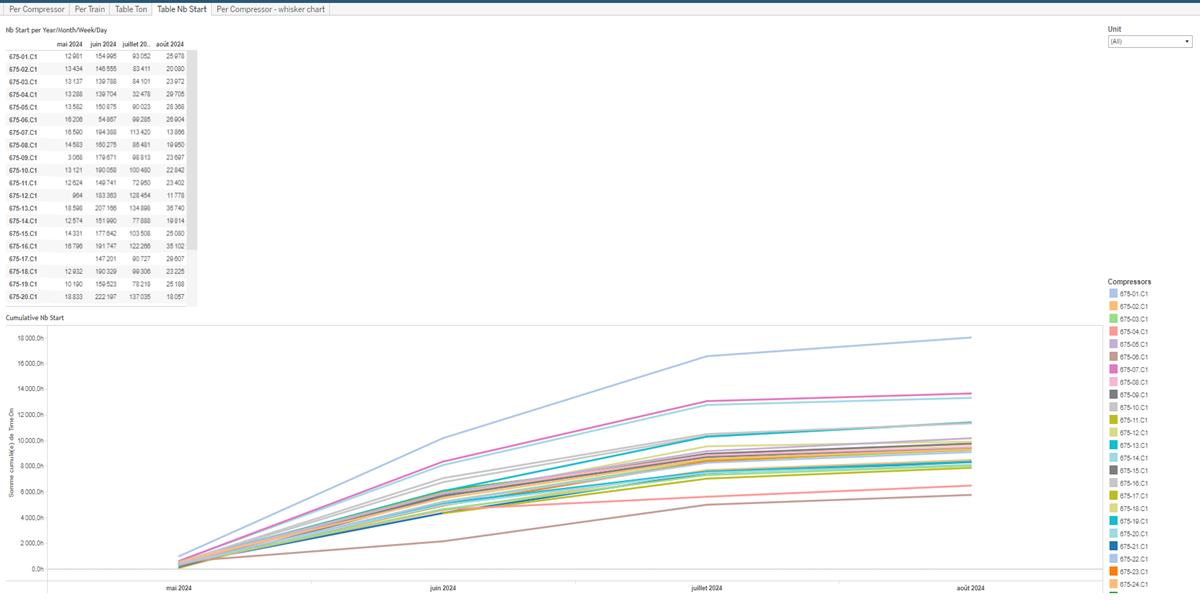 Per Compressor Per Train Table Ton Table Nb Start Per Compressor - whisker chart
Nb Start per Year/Month/Week/Day
mai 2024 juin 2024 juillet 20.. août 2024
675-01.C1 12 981 154 995 93 052 25 978
675-02.C1 13 434 146 555 83 411 20 080
675-03.C1 13 137 139 788 84 101 23 972
675-04.C1 13 288 139 704 32 478 29 705
675-05.C1 13 582 150 875 90 023 28 368
675-06.C1 16 206 54 867 99 285 26 904
675-07.C1 16 590 194 388 113 420 13 866
675-08.C1 14 583 160 275 86 481 19 950
675-09.C1 3 068 179 671 98 813 23 697
675-10.C1 13 121 190 058 100 480 22 842
675-11.C1 12 624 149 741 72 950 23 402
675-12.C1 964 183 363 128 454 11 778
675-13.C1 18 598 207 166 134 898 36 740
675-14.C1 12 574 151 990 77 888 19 814
675-15.C1 14 331 177 642 103 508 25 080
675-16.C1 16 796 191 747 122 266 35 102
675-17.C1 147 201 90 727 29 607
675-18.C1 12 932 190 329 99 306 23 225
675-19.C1 10 190 159 523 78 218 25 188
675-20.C1 18 833 222 197 137 035 18 057
Unit
(All)
Cumulative Nb Start
Somme cumulé(e) de Time On
18 000,0h
16 000,0h
14 000,0h
12 000,0h
10 000,0h
8 000,0h
6 000,0h
4 000,0h
2 000,0h
0,0h
mai 2024 juin 2024 juillet 2024 août 2024
Compressors
675-01.C1
675-02.C1
675-03.C1
675-04.C1
675-05.C1
675-06.C1
675-07.C1
675-08.C1
675-09.C1
675-10.C1
675-11.C1
675-12.C1
675-13.C1
675-14.C1
675-15.C1
675-16.C1
675-17.C1
675-18.C1
675-19.C1
675-20.C1
675-21.C1
675-22.C1
675-23.C1
675-24.C1